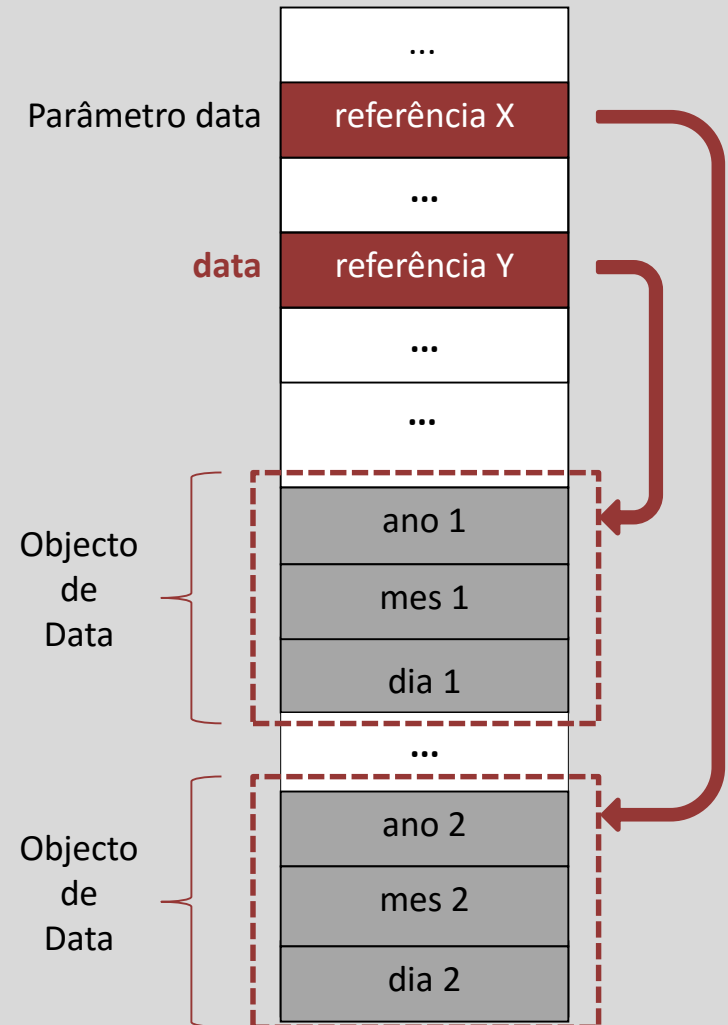 ...
Parâmetro data referência X
...
data referência Y
...
...
Objecto
de
Data
ano 1
mes 1
dia 1
...
Objecto
de
Data
ano 2
mes 2
dia 2